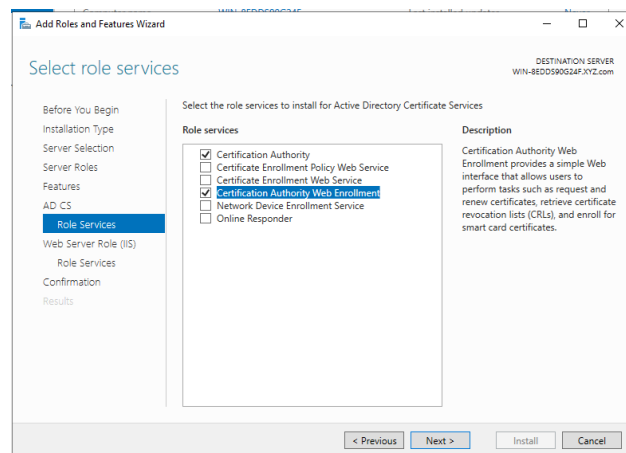 Add Roles and Features Wizard
Select role services
DESTINATION SERVER
WIN-8EDDS90G24F.XYZ.com
Before You Begin
Installation Type
Server Selection
Server Roles
Features
AD CS
Role Services
Web Server Role (IIS)
Role Services
Confirmation
Results
Select the role services to install for Active Directory Certificate Services
Role services
Certification Authority
Certificate Enrollment Policy Web Service
Certificate Enrollment Web Service
Certification Authority Web Enrollment
Network Device Enrollment Service
Online Responder
Description
Certification Authority Web
Enrollment provides a simple Web
interface that allows users to
perform tasks such as request and
renew certificates, retrieve certificate
revocation lists (CRLs), and enroll for
smart card certificates.
< Previous
Next >
Install
Cancel